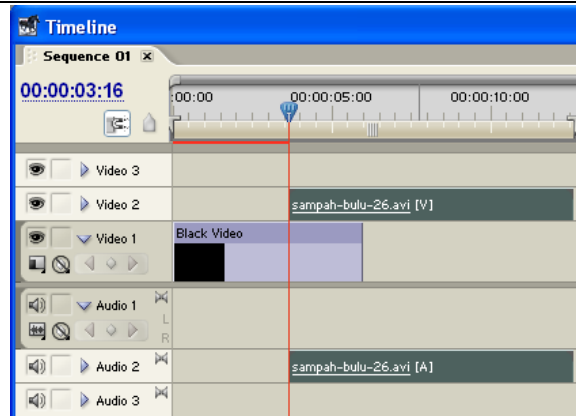 Timeline
Sequence 01
00:00:03:16
:00:00 00:00:05:00 00:00:10:00
Video 3
Video 2 sampah-bulu-26.avi [V]
Video 1 Black Video
Audio 1
L
R
Audio 2 sampah-bulu-26.avi [A]
Audio 3